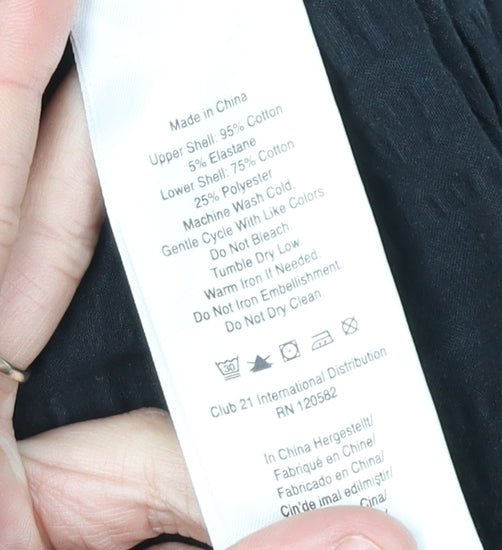 Made in China
Upper Shell: 95% Cotton
5% Elastane
Lower Shell: 75% Cotton
25% Polyester
Machine Wash Cold,
Gentle Cycle With Like Colors.
Do Not Bleach.
Tumble Dry Low
Warm Iron If Needed.
Do Not Iron Embellishment.
Do Not Dry Clean.
30
Club 21 International Distribution
RN 120582
In China Hergestellt/
Fabriqué en Chine/
Fabricado en China/
Cin'de imal edilmiştir/
Cina/